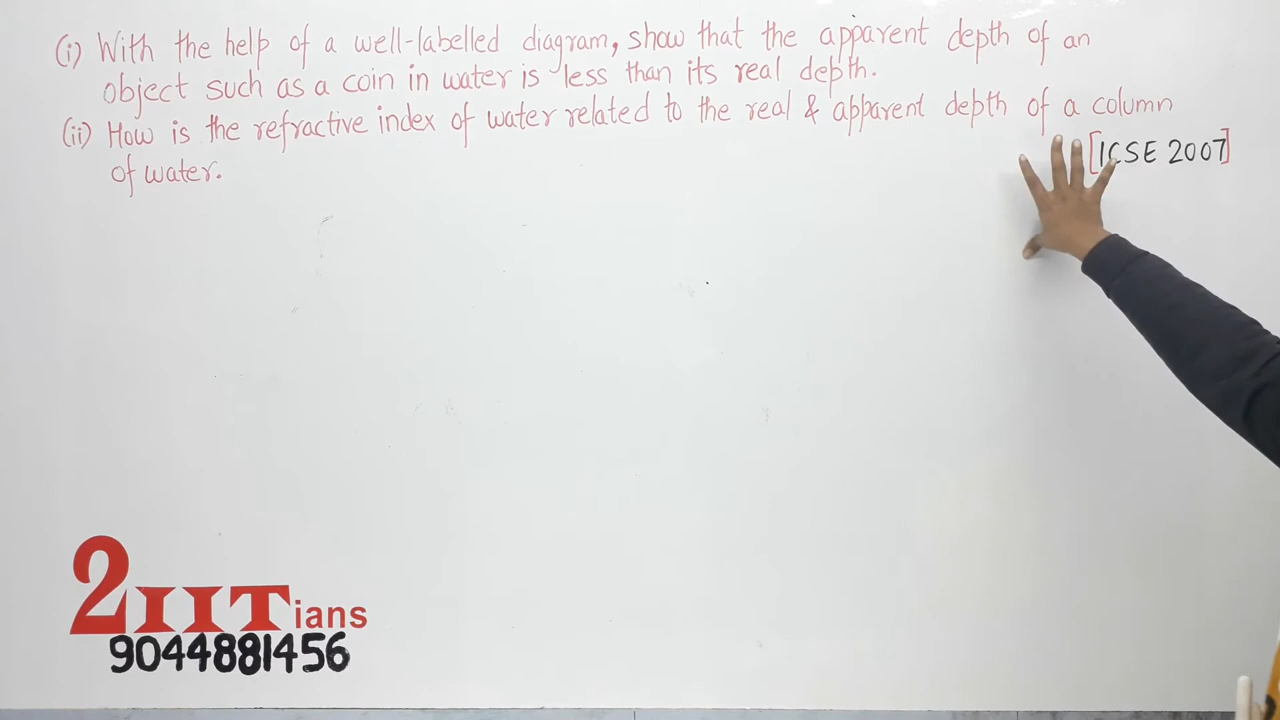 (i) With the help of a well-labelled diagram, show that the apparent depth of an
object such as a coin in water is less than its real depth.
(ii) How is the refractive index of water related to the real & apparent depth of a column
of water.
[ICSE 2007]
2IITians
9044881456